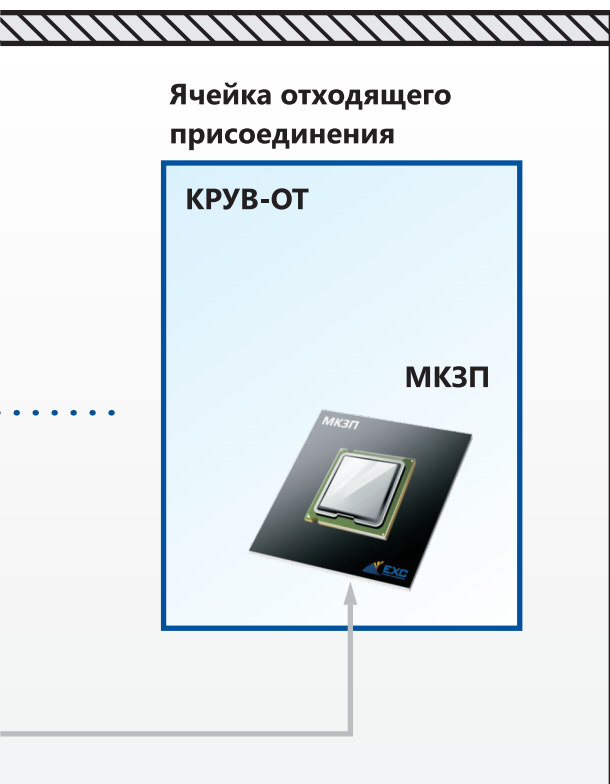 Ячейка отходящего
присоединения
КРУВ-ОТ
МКЗП
МКЗП
EXC